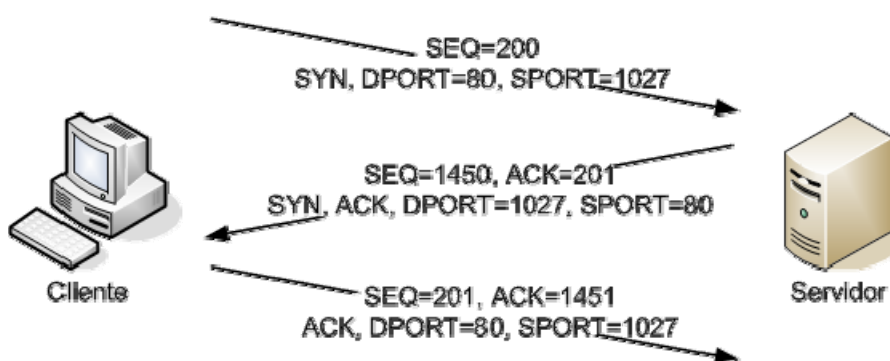 SEQ=200
SYN, DPORT=80, SPORT=1027
SEQ=1450, ACK=201
SYN, ACK, DPORT=1027, SPORT=80
Cliente
Servidor
SEQ=201, ACK=1451
ACK, DPORT=80, SPORT=1027